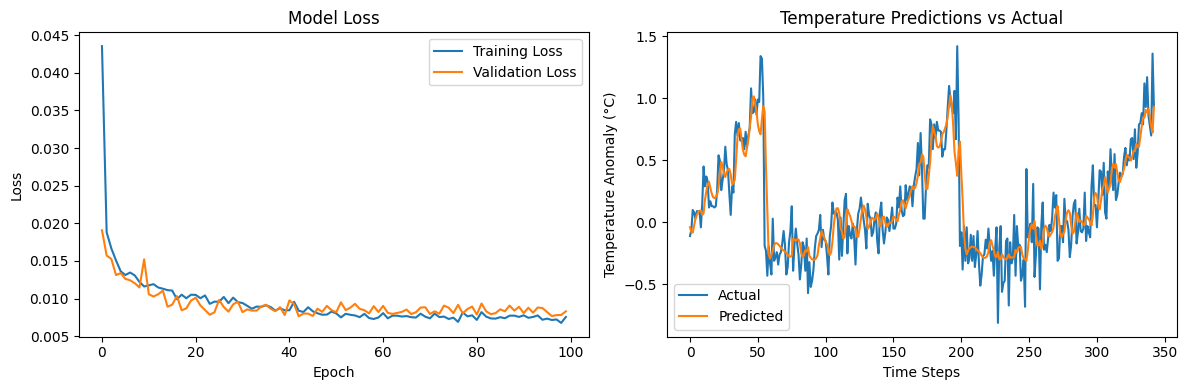 Model Loss
Training Loss
Validation Loss
0.045
0.040
0.035
0.030
0.025
0.020
0.015
0.010
0.005
Loss
0
20
40
60
80
100
Epoch
Temperature Predictions vs Actual
1.5
1.0
0.5
0.0
−0.5
Temperature Anomaly (°C)
Actual
Predicted
0
50
100
150
200
250
300
350
Time Steps